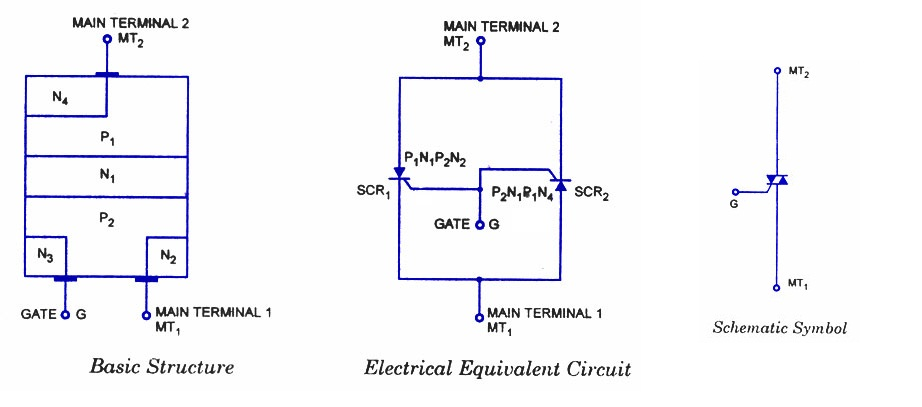 MAIN TERMINAL 2
MT2
N4
P1
N1
P2
N3
N2
GATE G
MAIN TERMINAL 1
MT1
Basic Structure
MAIN TERMINAL 2
MT2
P1N1P2N2
SCR1
P2N1P1N4
SCR2
GATE G
MAIN TERMINAL 1
MT1
Electrical Equivalent Circuit
MT2
G
MT1
Schematic Symbol